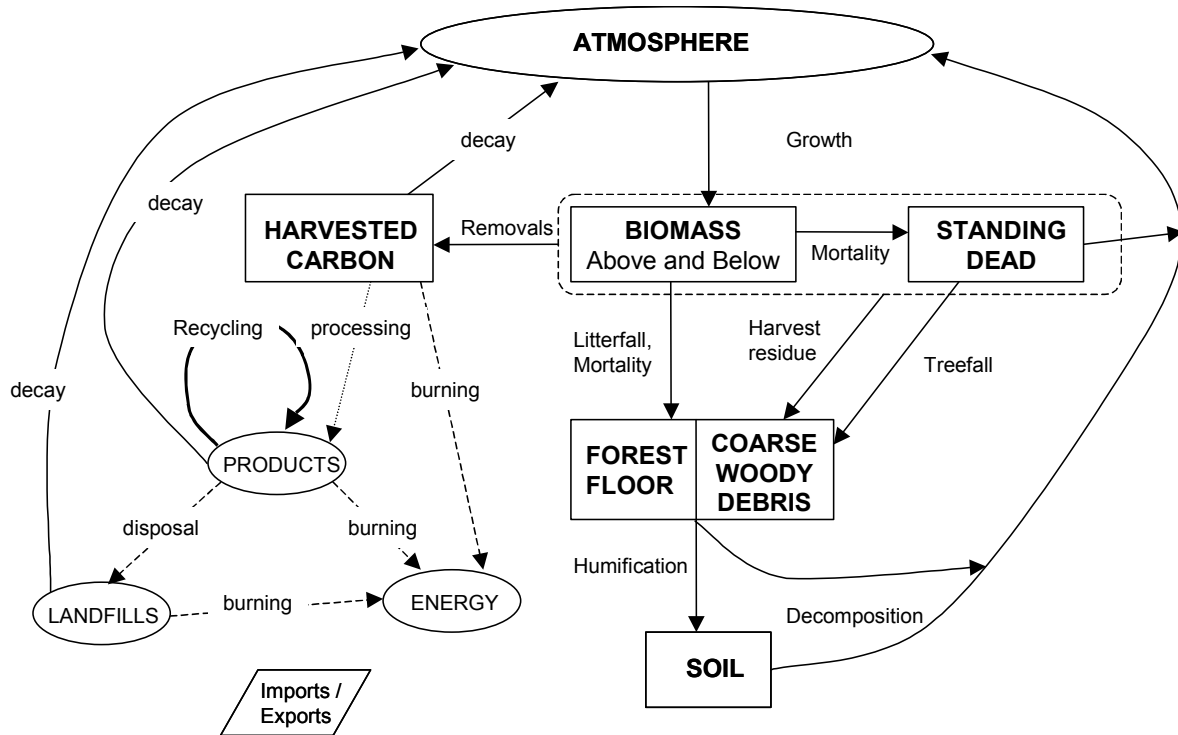 ATMOSPHERE
decay
Growth
decay
HARVESTED
CARBON
Removals
BIOMASS
Above and Below
Mortality
STANDING
DEAD
Recycling
processing
Litterfall,
Mortality
Harvest
residue
Treefall
decay
burning
PRODUCTS
FOREST
FLOOR
COARSE
WOODY
DEBRIS
disposal
burning
Humification
LANDFILLS
burning
ENERGY
Decomposition
SOIL
Imports /
Exports